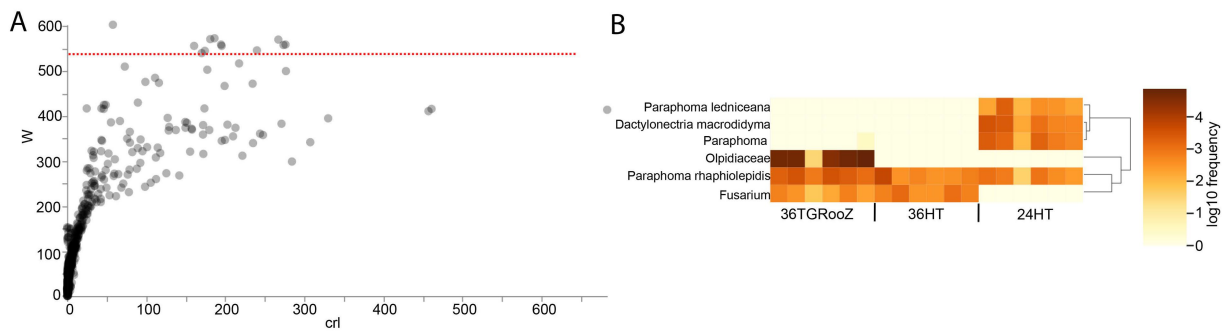 A
600
500
400
300
200
100
0
W
0 100 200 300 400 500 600
crl
B
Paraphoma ledniceana
Dactylonectria macrodidyma
Paraphoma
Olpidiaceae
Paraphoma rhaphiolepidis
Fusarium
36TGRooZ | 36HT | 24HT
4
3
2
1
0
log10 frequency